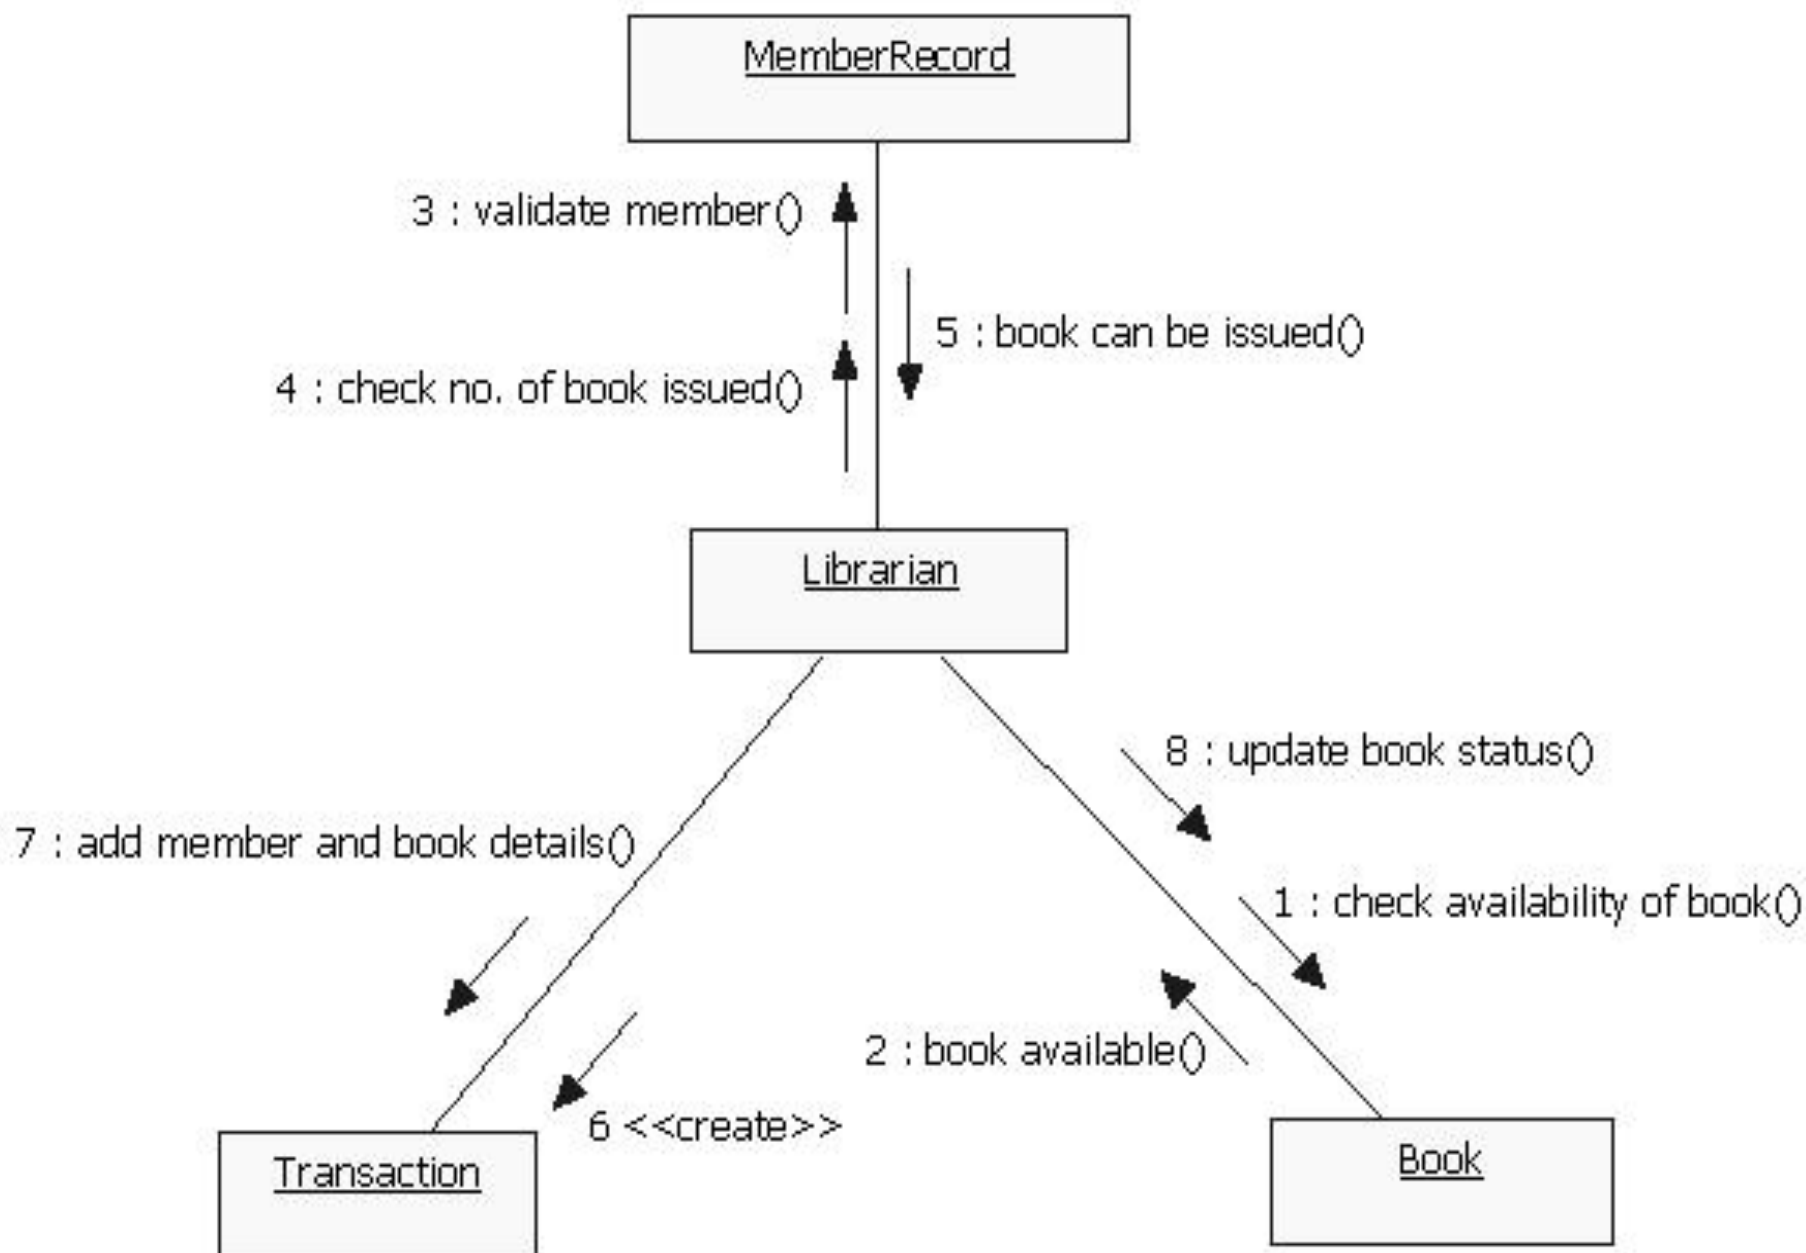 MemberRecord
3 : validate member()
5 : book can be issued()
4 : check no. of book issued()
Librarian
8 : update book status()
7 : add member and book details()
1 : check availability of book()
2 : book available()
6 <<create>>
Transaction
Book